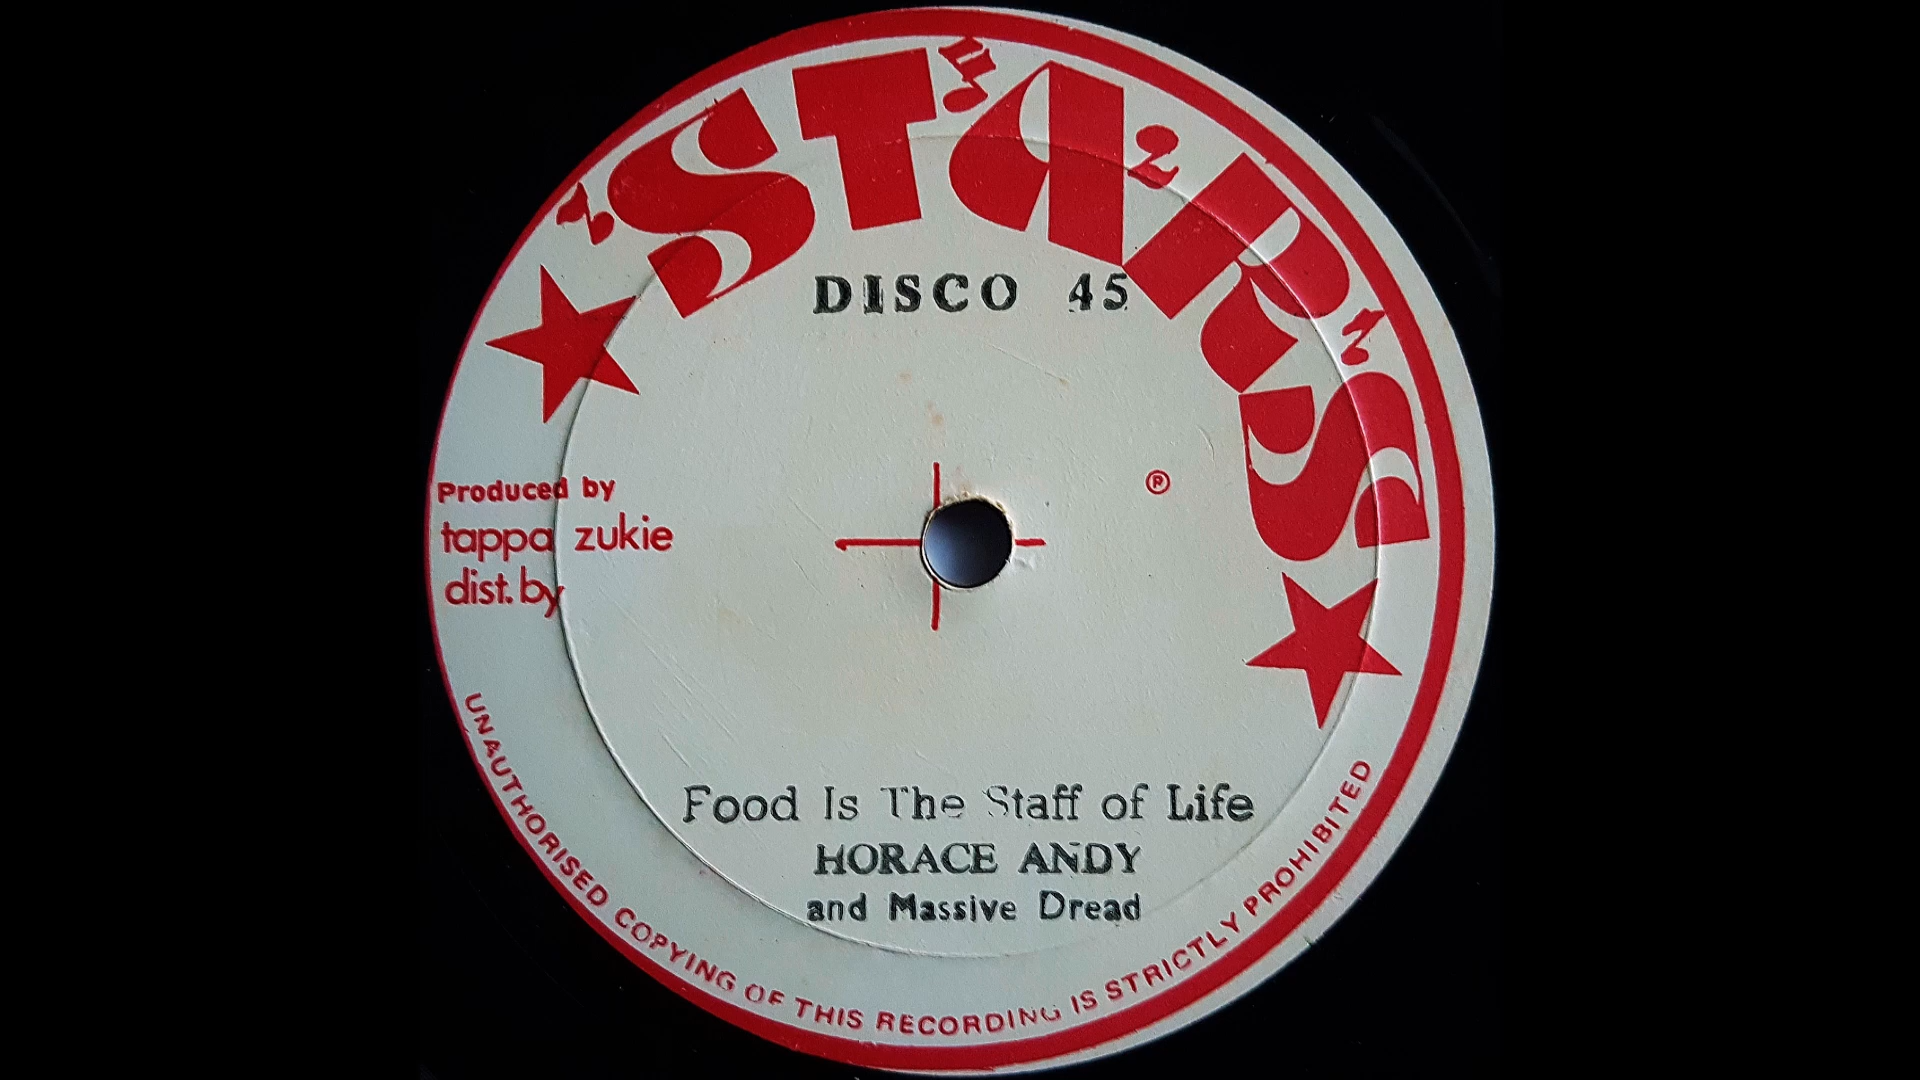 STARS
DISCO 45
®
Produced by
tappa zukie
dist. by
Food Is The Staff of Life
HORACE ANDY
and Massive Dread
UNAUTHORISED COPYING OF THIS RECORDING IS STRICTLY PROHIBITED